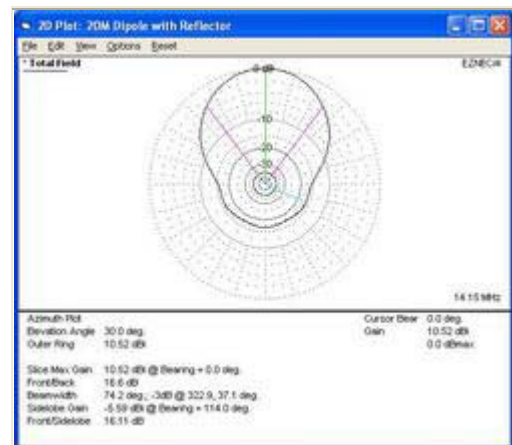 2D Plot: 20M Dipole with Reflector
File Edit View Options Reset
* Total Field
EZNEC/4
0 dB
-10
-20
-30
14.15 MHz
Azimuth Plot
Elevation Angle 30.0 deg.
Outer Ring 10.52 dBi
Cursor Bear 0.0 deg.
Gain 10.52 dBi
0.0 dBmax
Slice Max Gain 10.52 dBi @ Bearing = 0.0 deg.
Front/Back 16.6 dB
Beamwidth 74.2 deg.; -3dB @ 322.9, 37.1 deg.
Sidelobe Gain -5.59 dBi @ Bearing = 114.0 deg.
Front/Sidelobe 16.11 dB